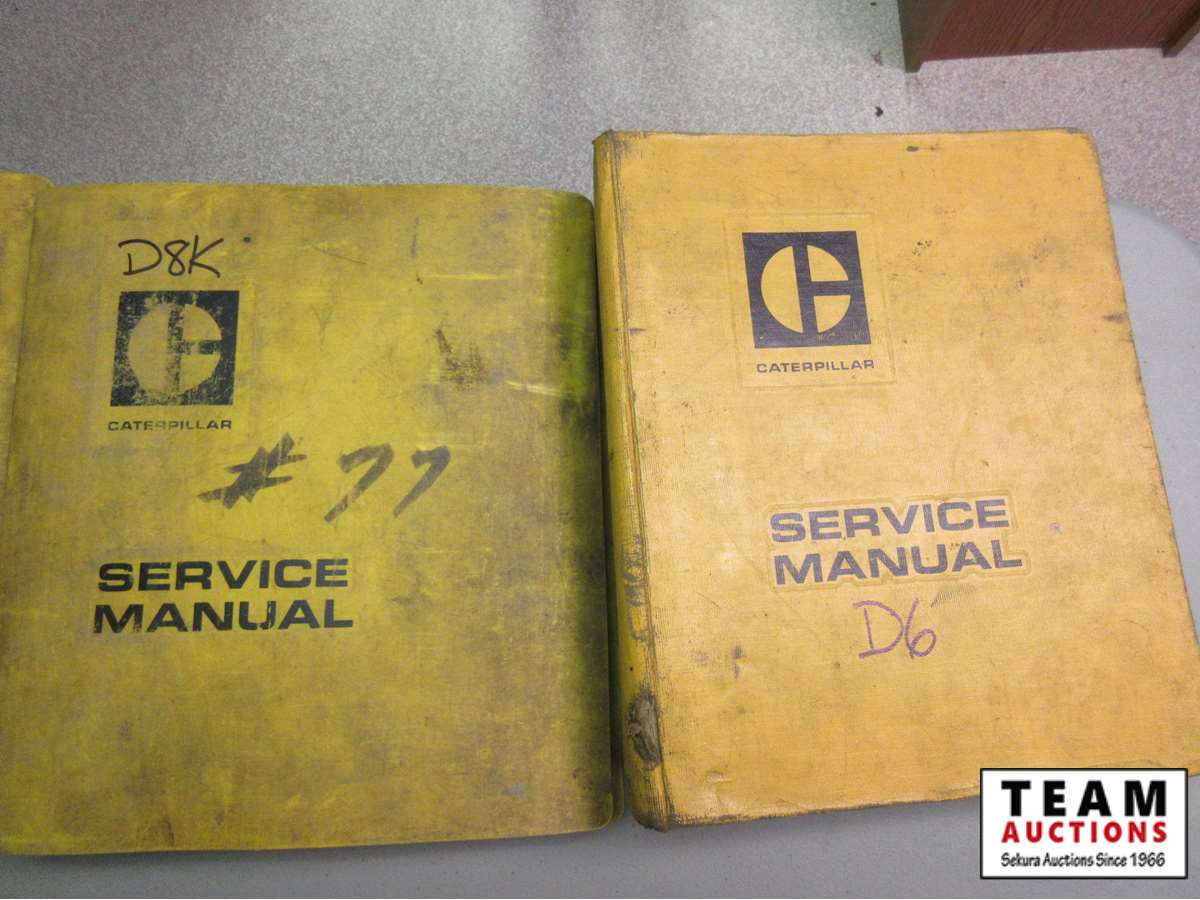 D8K
CATERPILLAR
# 77
SERVICE
MANUAL
CATERPILLAR
SERVICE
MANUAL
D6
TEAM
AUCTIONS
Sekura Auctions Since 1966